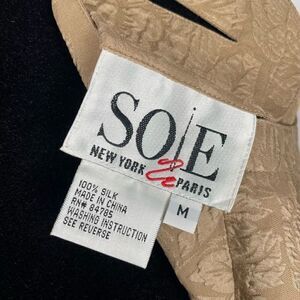 SOIE
NEW YORK PARIS
100% SILK
MADE IN CHINA
RN# 84785
WASHING INSTRUCTION
SEE REVERSE
M